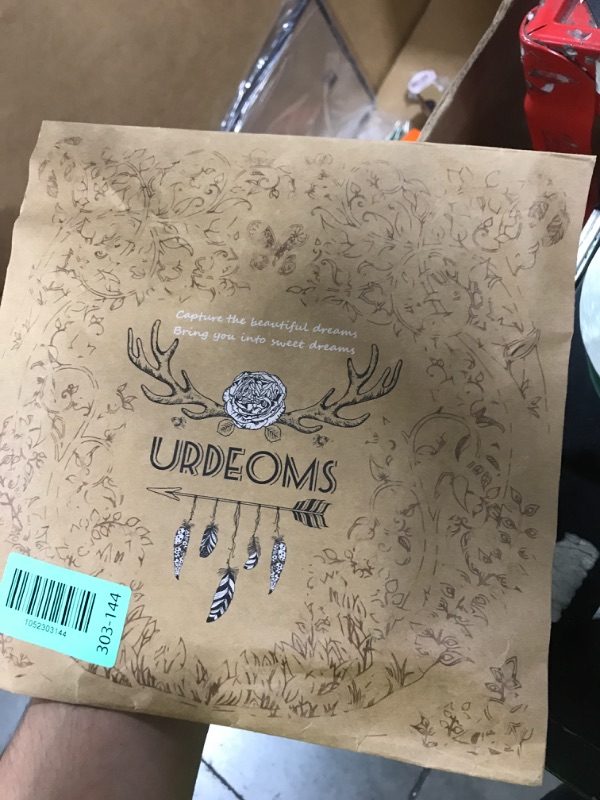 Capture the beautiful dreams
Bring you into sweet dreams
URDEOMS
1052303144
303-144